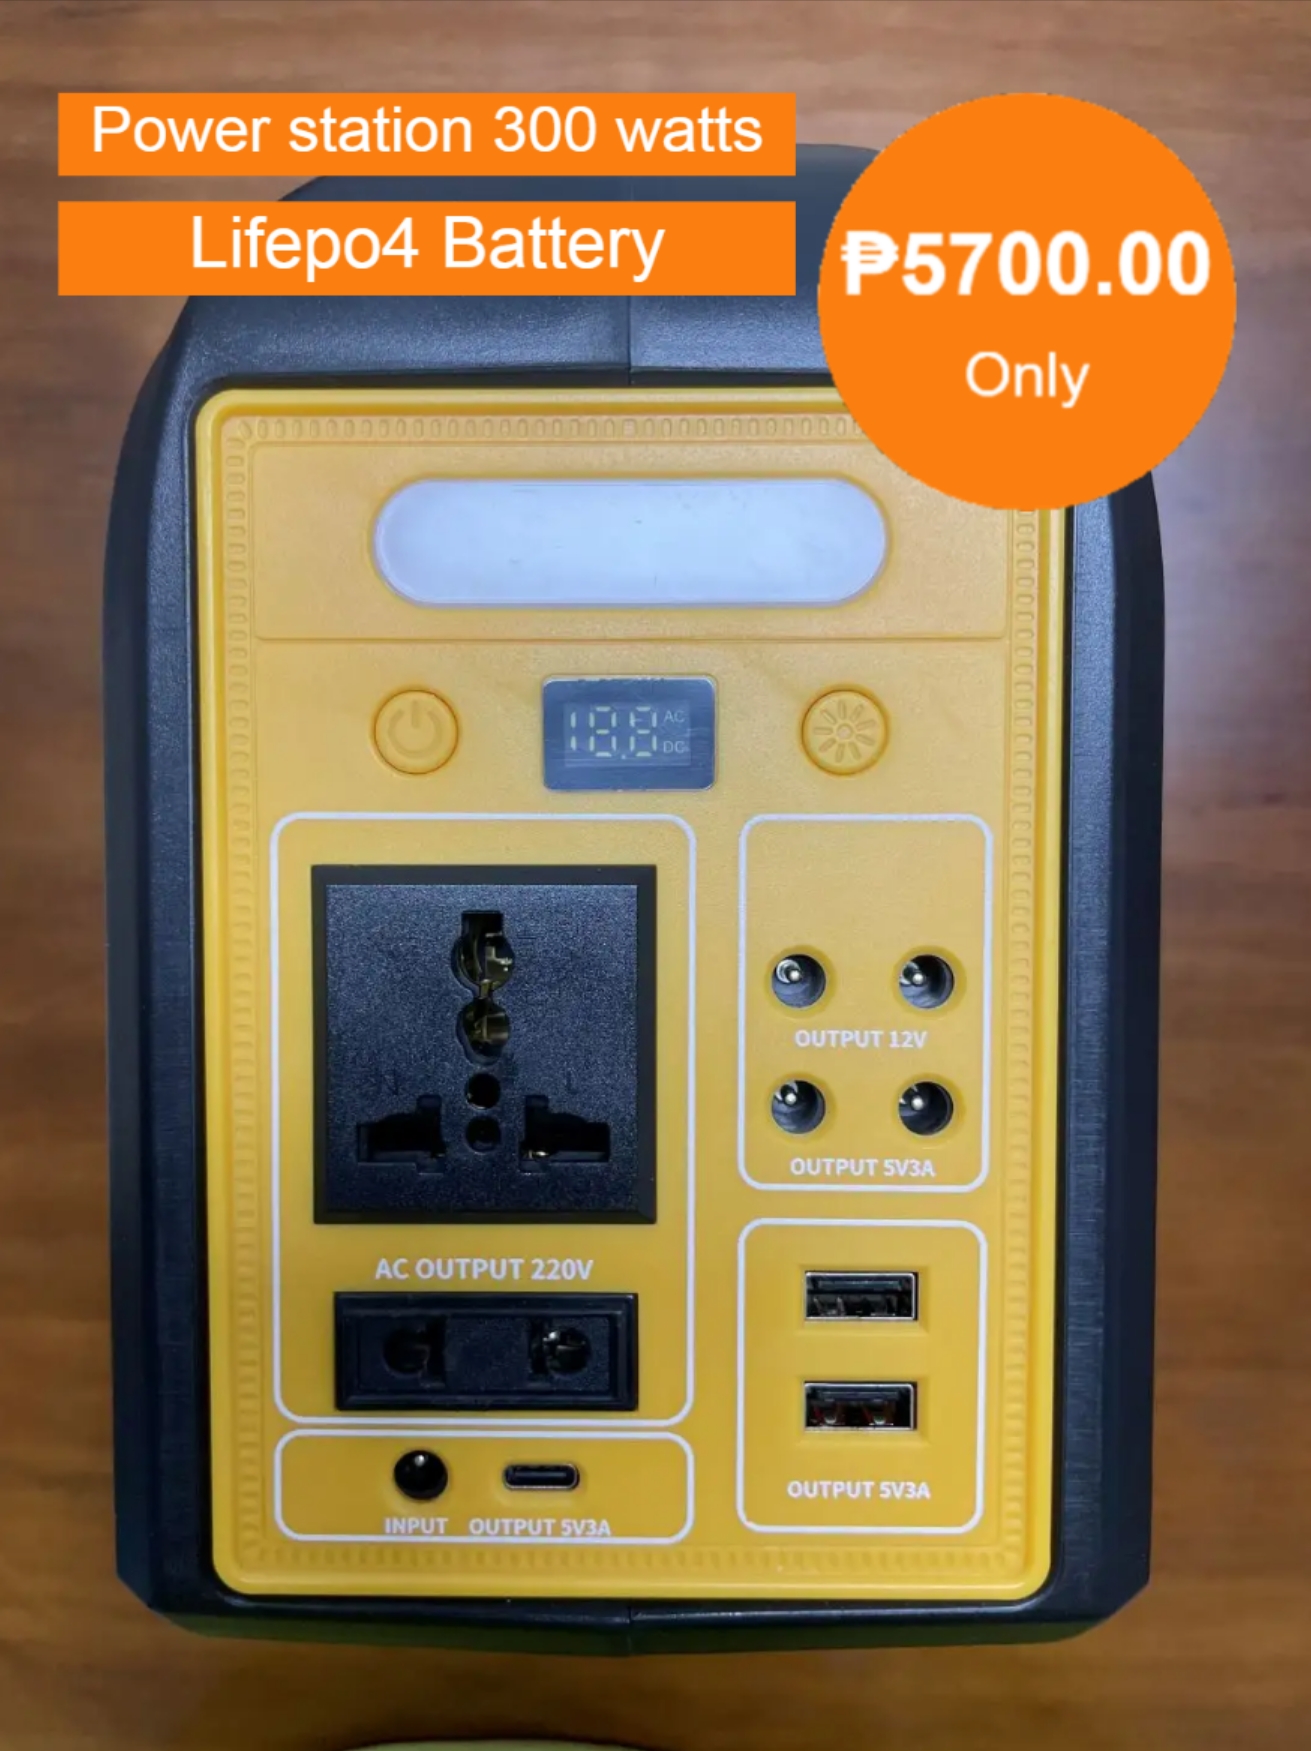 Power station 300 watts
Lifepo4 Battery
₱5700.00
Only
18.8 AC
DC
OUTPUT 12V
OUTPUT 5V3A
AC OUTPUT 220V
OUTPUT 5V3A
INPUT OUTPUT 5V3A